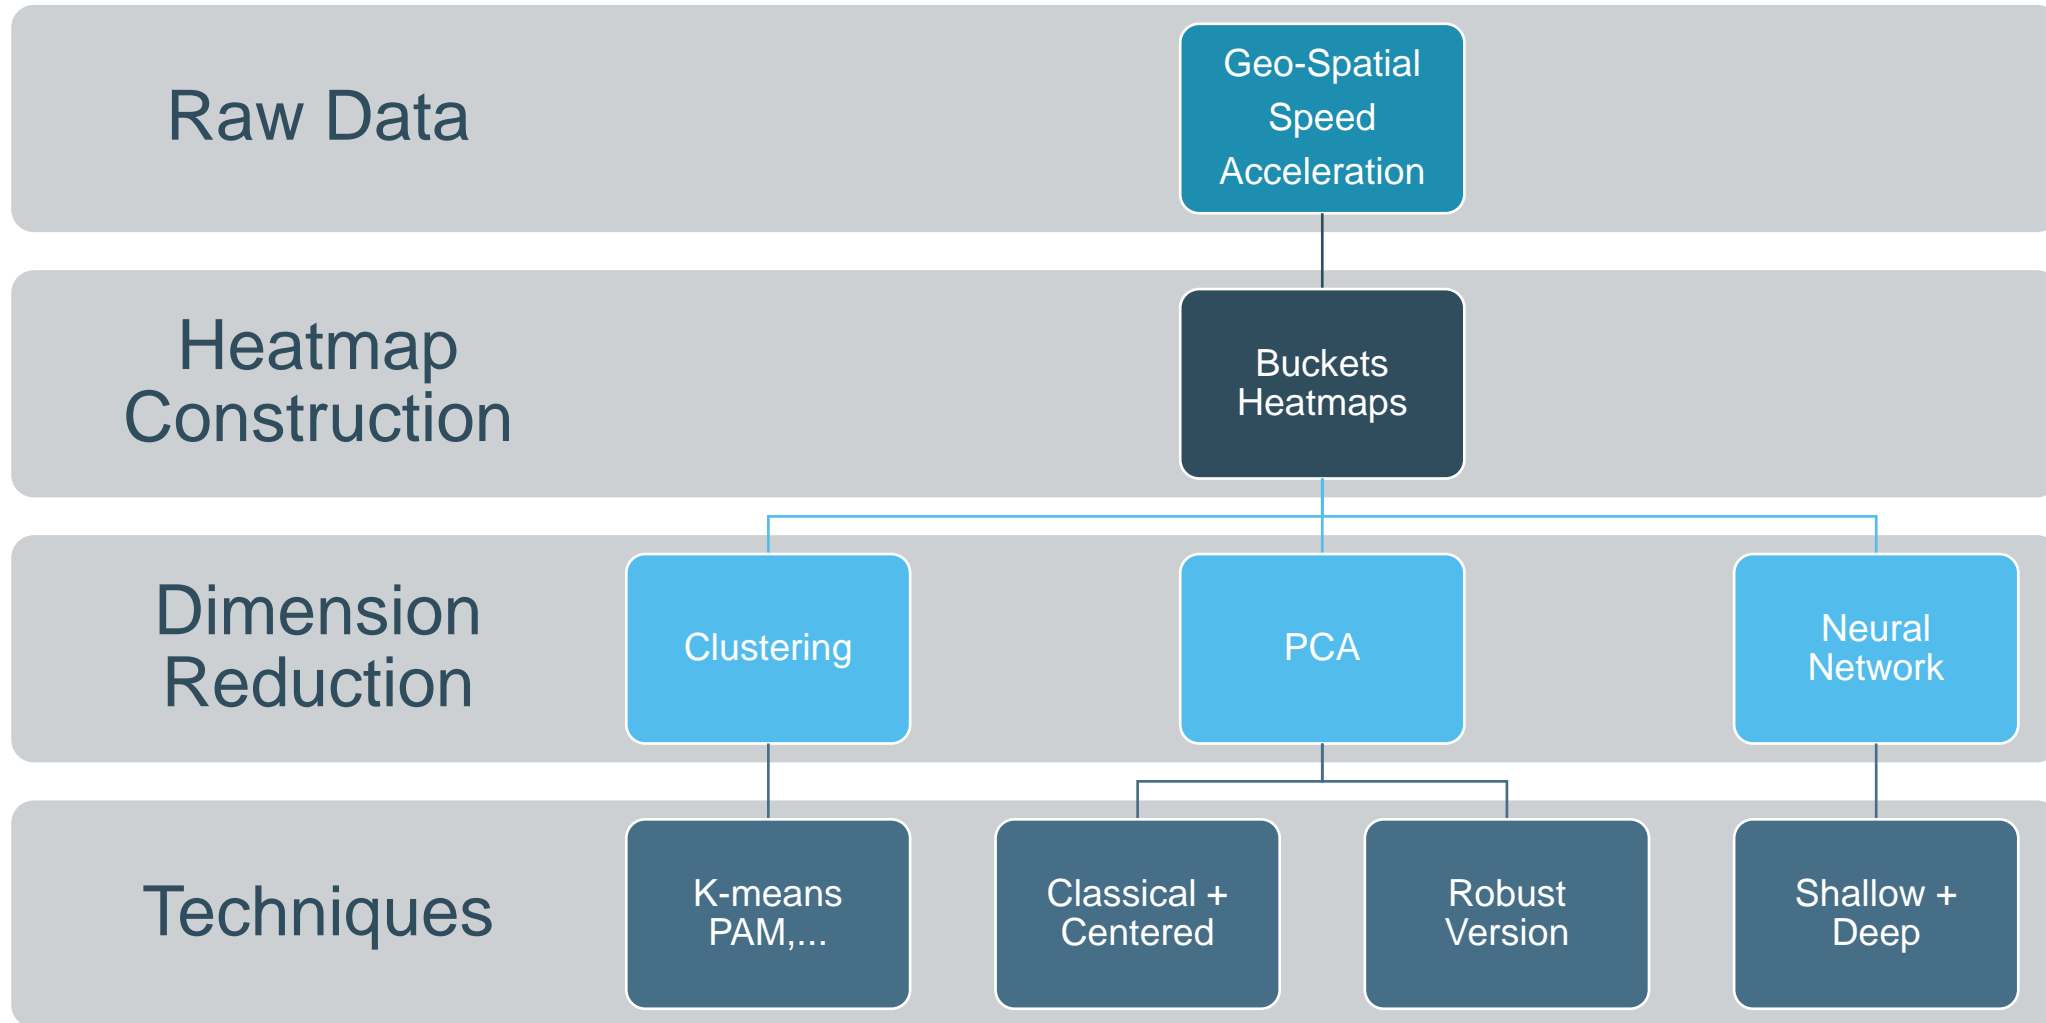 Raw Data
Geo-Spatial
Speed
Acceleration
Heatmap
Construction
Buckets
Heatmaps
Dimension
Reduction
Clustering
PCA
Neural
Network
Techniques
K-means
PAM,...
Classical +
Centered
Robust
Version
Shallow +
Deep